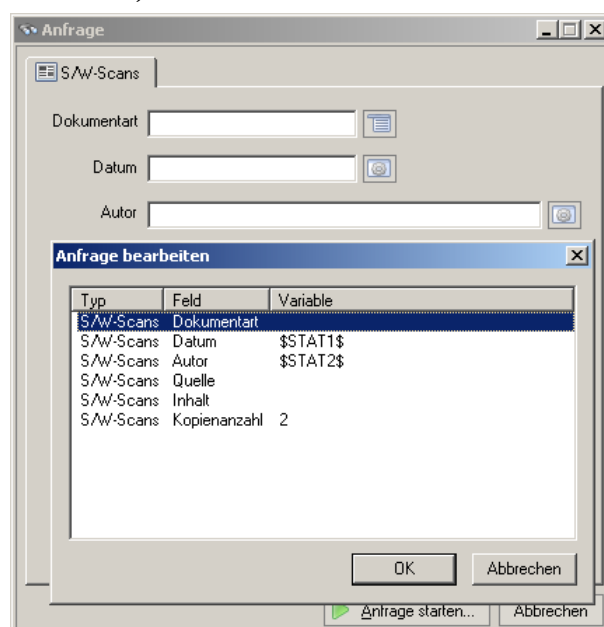 Anfrage
S/W-Scans
Dokumentart
Datum
Autor
Anfrage bearbeiten
Typ Feld Variable
S/W-Scans Dokumentart
S/W-Scans Datum $STAT1$
S/W-Scans Autor $STAT2$
S/W-Scans Quelle
S/W-Scans Inhalt
S/W-Scans Kopienanzahl 2
OK Abbrechen
Anfrage starten... Abbrechen